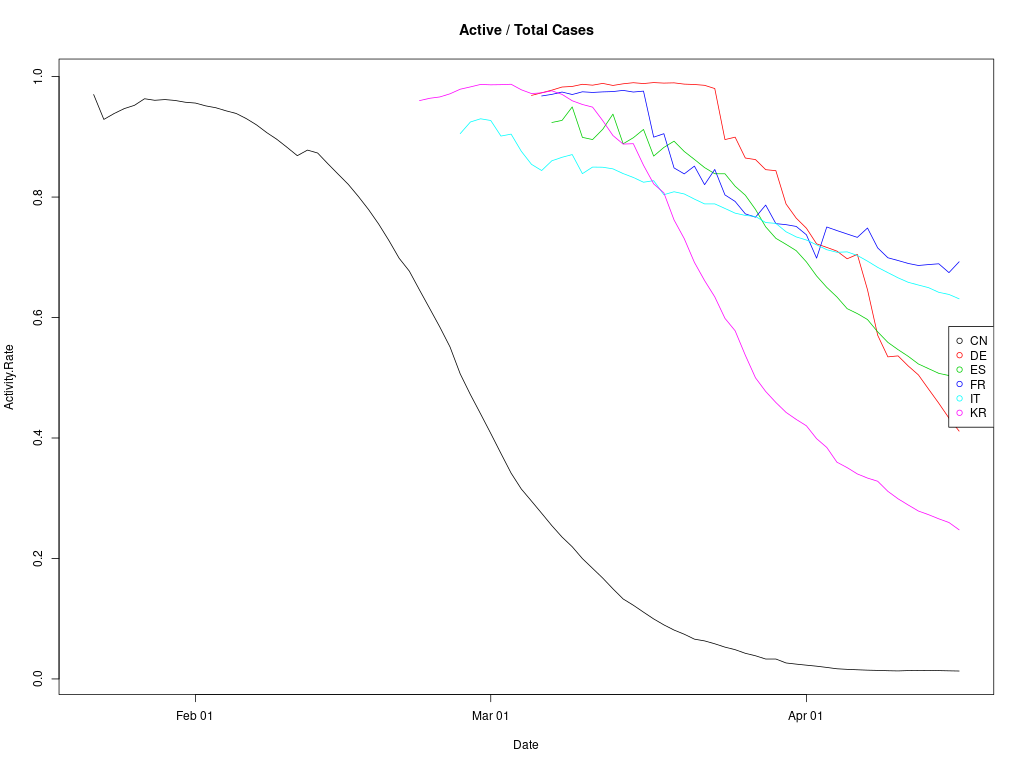 Active / Total Cases
Activity.Rate
1.0
0.8
0.6
0.4
0.2
0.0
CN
DE
ES
FR
IT
KR
Feb 01
Mar 01
Apr 01
Date